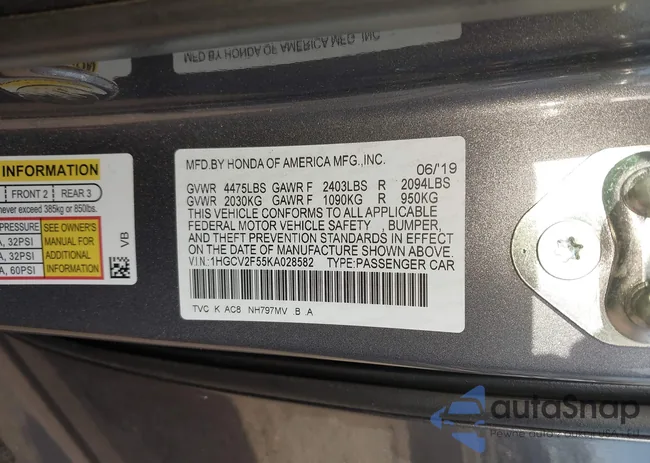 MFD BY HONDA OF AMERICA MFG.,INC
INFORMATION
FRONT 2 REAR 3
never exceed 385kg or 850lbs.
PRESSURE SEE OWNER'S
A, 32PSI MANUAL FOR
A, 32PSI ADDITIONAL
A, 60PSI INFORMATION
VB
MFD.BY HONDA OF AMERICA MFG.,INC.
06/'19
GVWR 4475LBS GAWR F 2403LBS R 2094LBS
GVWR 2030KG GAWR F 1090KG R 950KG
THIS VEHICLE CONFORMS TO ALL APPLICABLE
FEDERAL MOTOR VEHICLE SAFETY , BUMPER,
AND THEFT PREVENTION STANDARDS IN EFFECT
ON THE DATE OF MANUFACTURE SHOWN ABOVE.
VIN:1HGCV2F55KA028582 TYPE:PASSENGER CAR
TVC K AC8 NH797MV B A
autoSnap